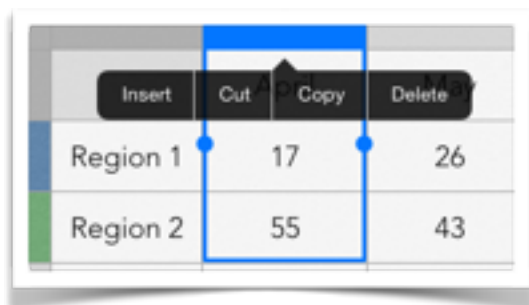 Insert Cut Copy Delete
April May
Region 1 17 26
Region 2 55 43